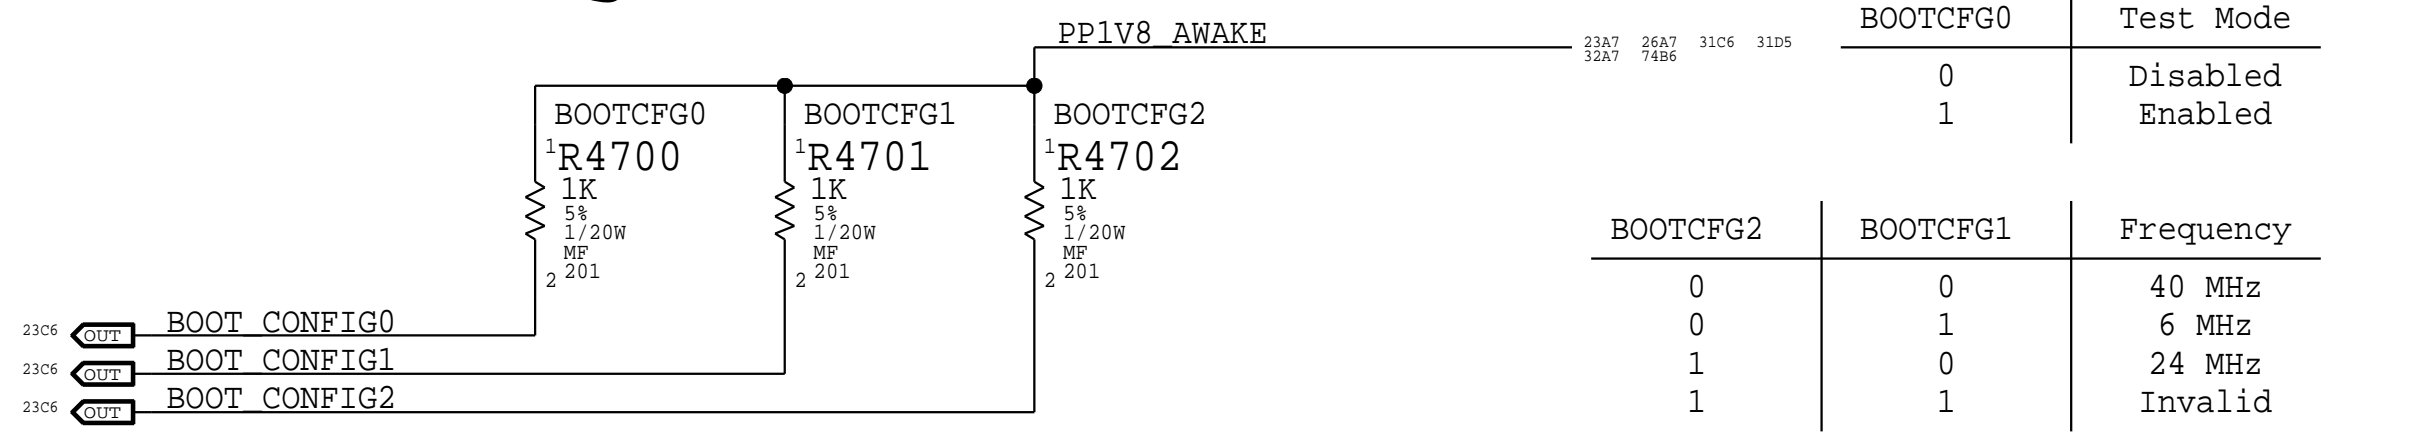 PP1V8_AWAKE
23A7 26A7 31C6 31D5
32A7 74B6
BOOTCFG0
1
R4700
1K
5%
1/20W
MF
201
2
BOOTCFG1
1
R4701
1K
5%
1/20W
MF
201
2
BOOTCFG2
1
R4702
1K
5%
1/20W
MF
201
2
23C6 OUT BOOT_CONFIG0
23C6 OUT BOOT_CONFIG1
23C6 OUT BOOT_CONFIG2
BOOTCFG0 Test Mode
0 Disabled
1 Enabled
BOOTCFG2 BOOTCFG1 Frequency
0 0 40 MHz
0 1 6 MHz
1 0 24 MHz
1 1 Invalid